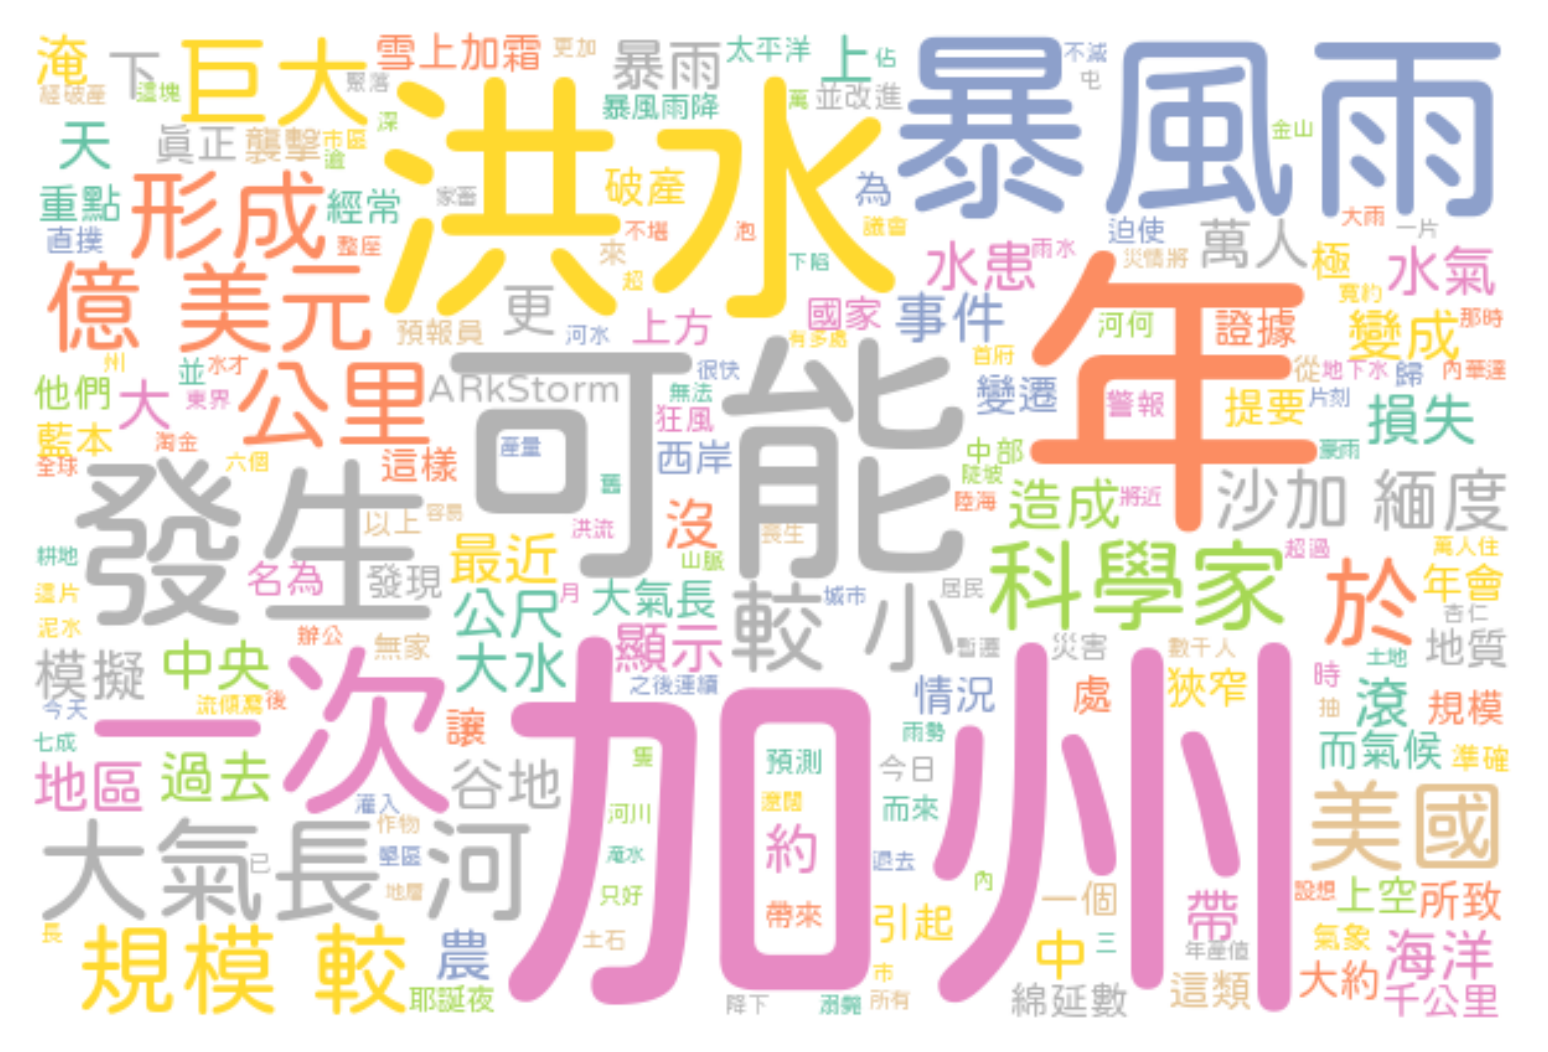 淹 下 巨大 雪上加霜 更加 暴雨 太平洋 上 佔 暴風雨 不減
經破產 這塊 聚落 暴風雨降 萬 並改進 屯
天 真正 襲擊 市區 深 洪水 金山
重點 形成 經常 家畜 破產 為 議會 大雨
直撲 整座 來 不堪 泡 下陷 水患 雨水 迫使 萬人 一片
億 美元 超 災情將 極 水氣
預報員 更 河水 上方 國家 事件 河何 證據 寬約 變成 那時
州 並 水才 有多處 首府 年 從 地下水 歸 內華達
他們 大 東界 公里 ARkStorm 可能 很快 無法 變遷 警報 提要 片刻 損失
藍本 淘金 產量 狂風
全球 六個 這樣 西岸 中部 豪雨
發生 舊 陡坡 陸海 造成 將近 沙加 緬度
以上 容易 洪流 沒 喪生
耕地 最近 山脈 科學家 超過 萬人住
這片 名為 發現 月 大氣長 城市 居民 於 年會
泥水 辦公 公尺 較 小 杏仁
模擬 中央 無家 大水 顯示 暫遷 災害 數千人 土地 地質
今天 流傾瀉 後 之後連續 情況 處 狹窄 時 抽 滾 規模
七成 一次 讓 加州 雨勢 而氣候 準確
地區 過去 谷地 隻 預測 今日
灌入 遼闊 美國
大氣長 河 作物 河川 而來
已 墾區 淹水 約 退去
地層 只好 內 一個 帶 設想 上空 所致
長 規模 較 農 土石 帶來 引起 中 三 年產值 氣象 海洋
耶誕夜 市 這類 大約
降下 所有 綿延數 千公里